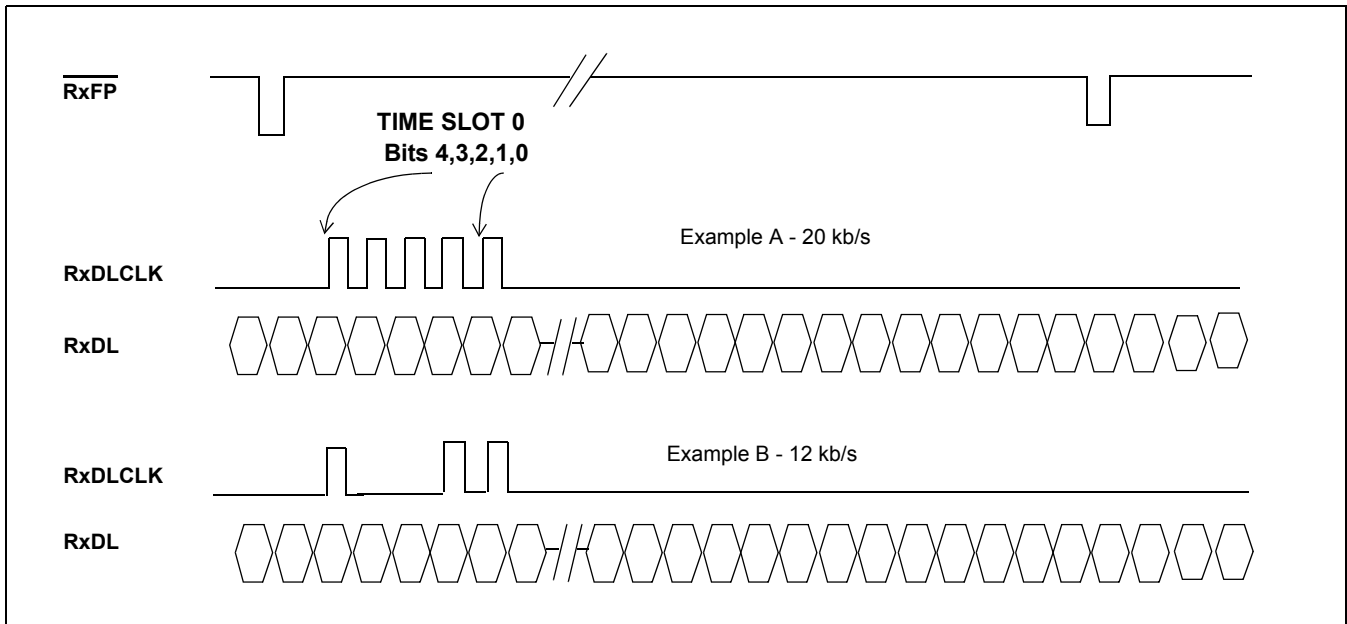 RxFP
TIME SLOT 0
Bits 4,3,2,1,0
Example A - 20 kb/s
RxDLCLK
RxDL
Example B - 12 kb/s
RxDLCLK
RxDL